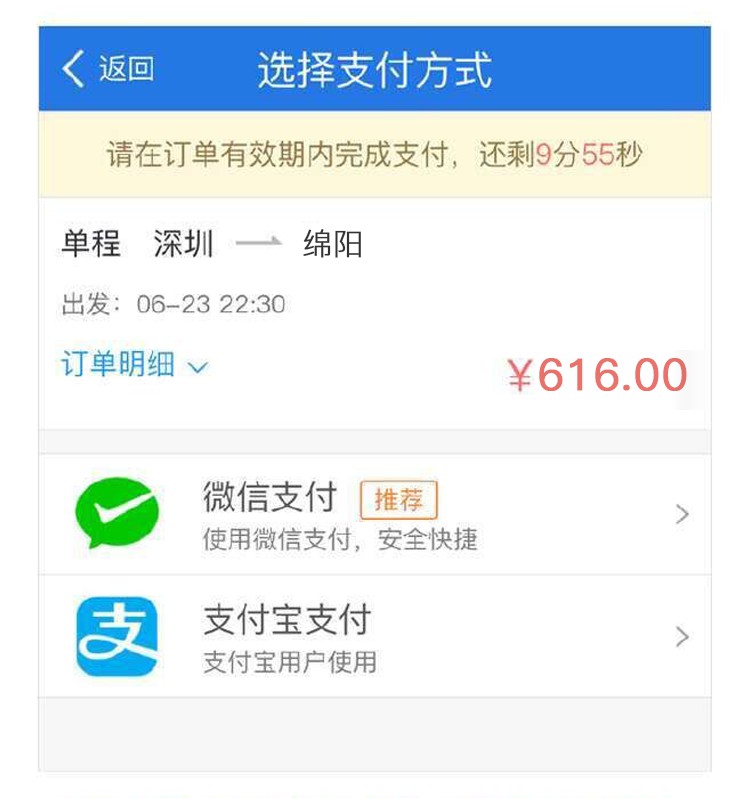 返回 选择支付方式
请在订单有效期内完成支付，还剩9分55秒
单程 深圳 绵阳
出发：06-23 22:30
订单明细 ¥616.00
微信支付 推荐
使用微信支付，安全快捷
支 支付宝支付
支付宝用户使用